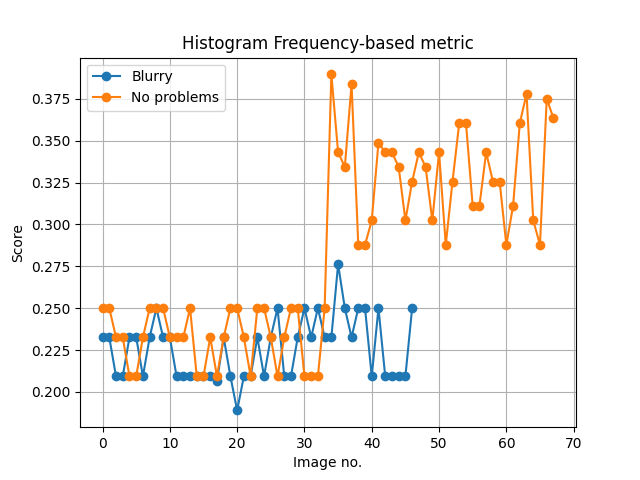 Histogram Frequency-based metric
Blurry
No problems
0.375
0.350
0.325
0.300
0.275
0.250
0.225
0.200
Score
0 10 20 30 40 50 60 70
Image no.